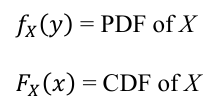 f_X(y) = PDF of X
F_X(x) = CDF of X